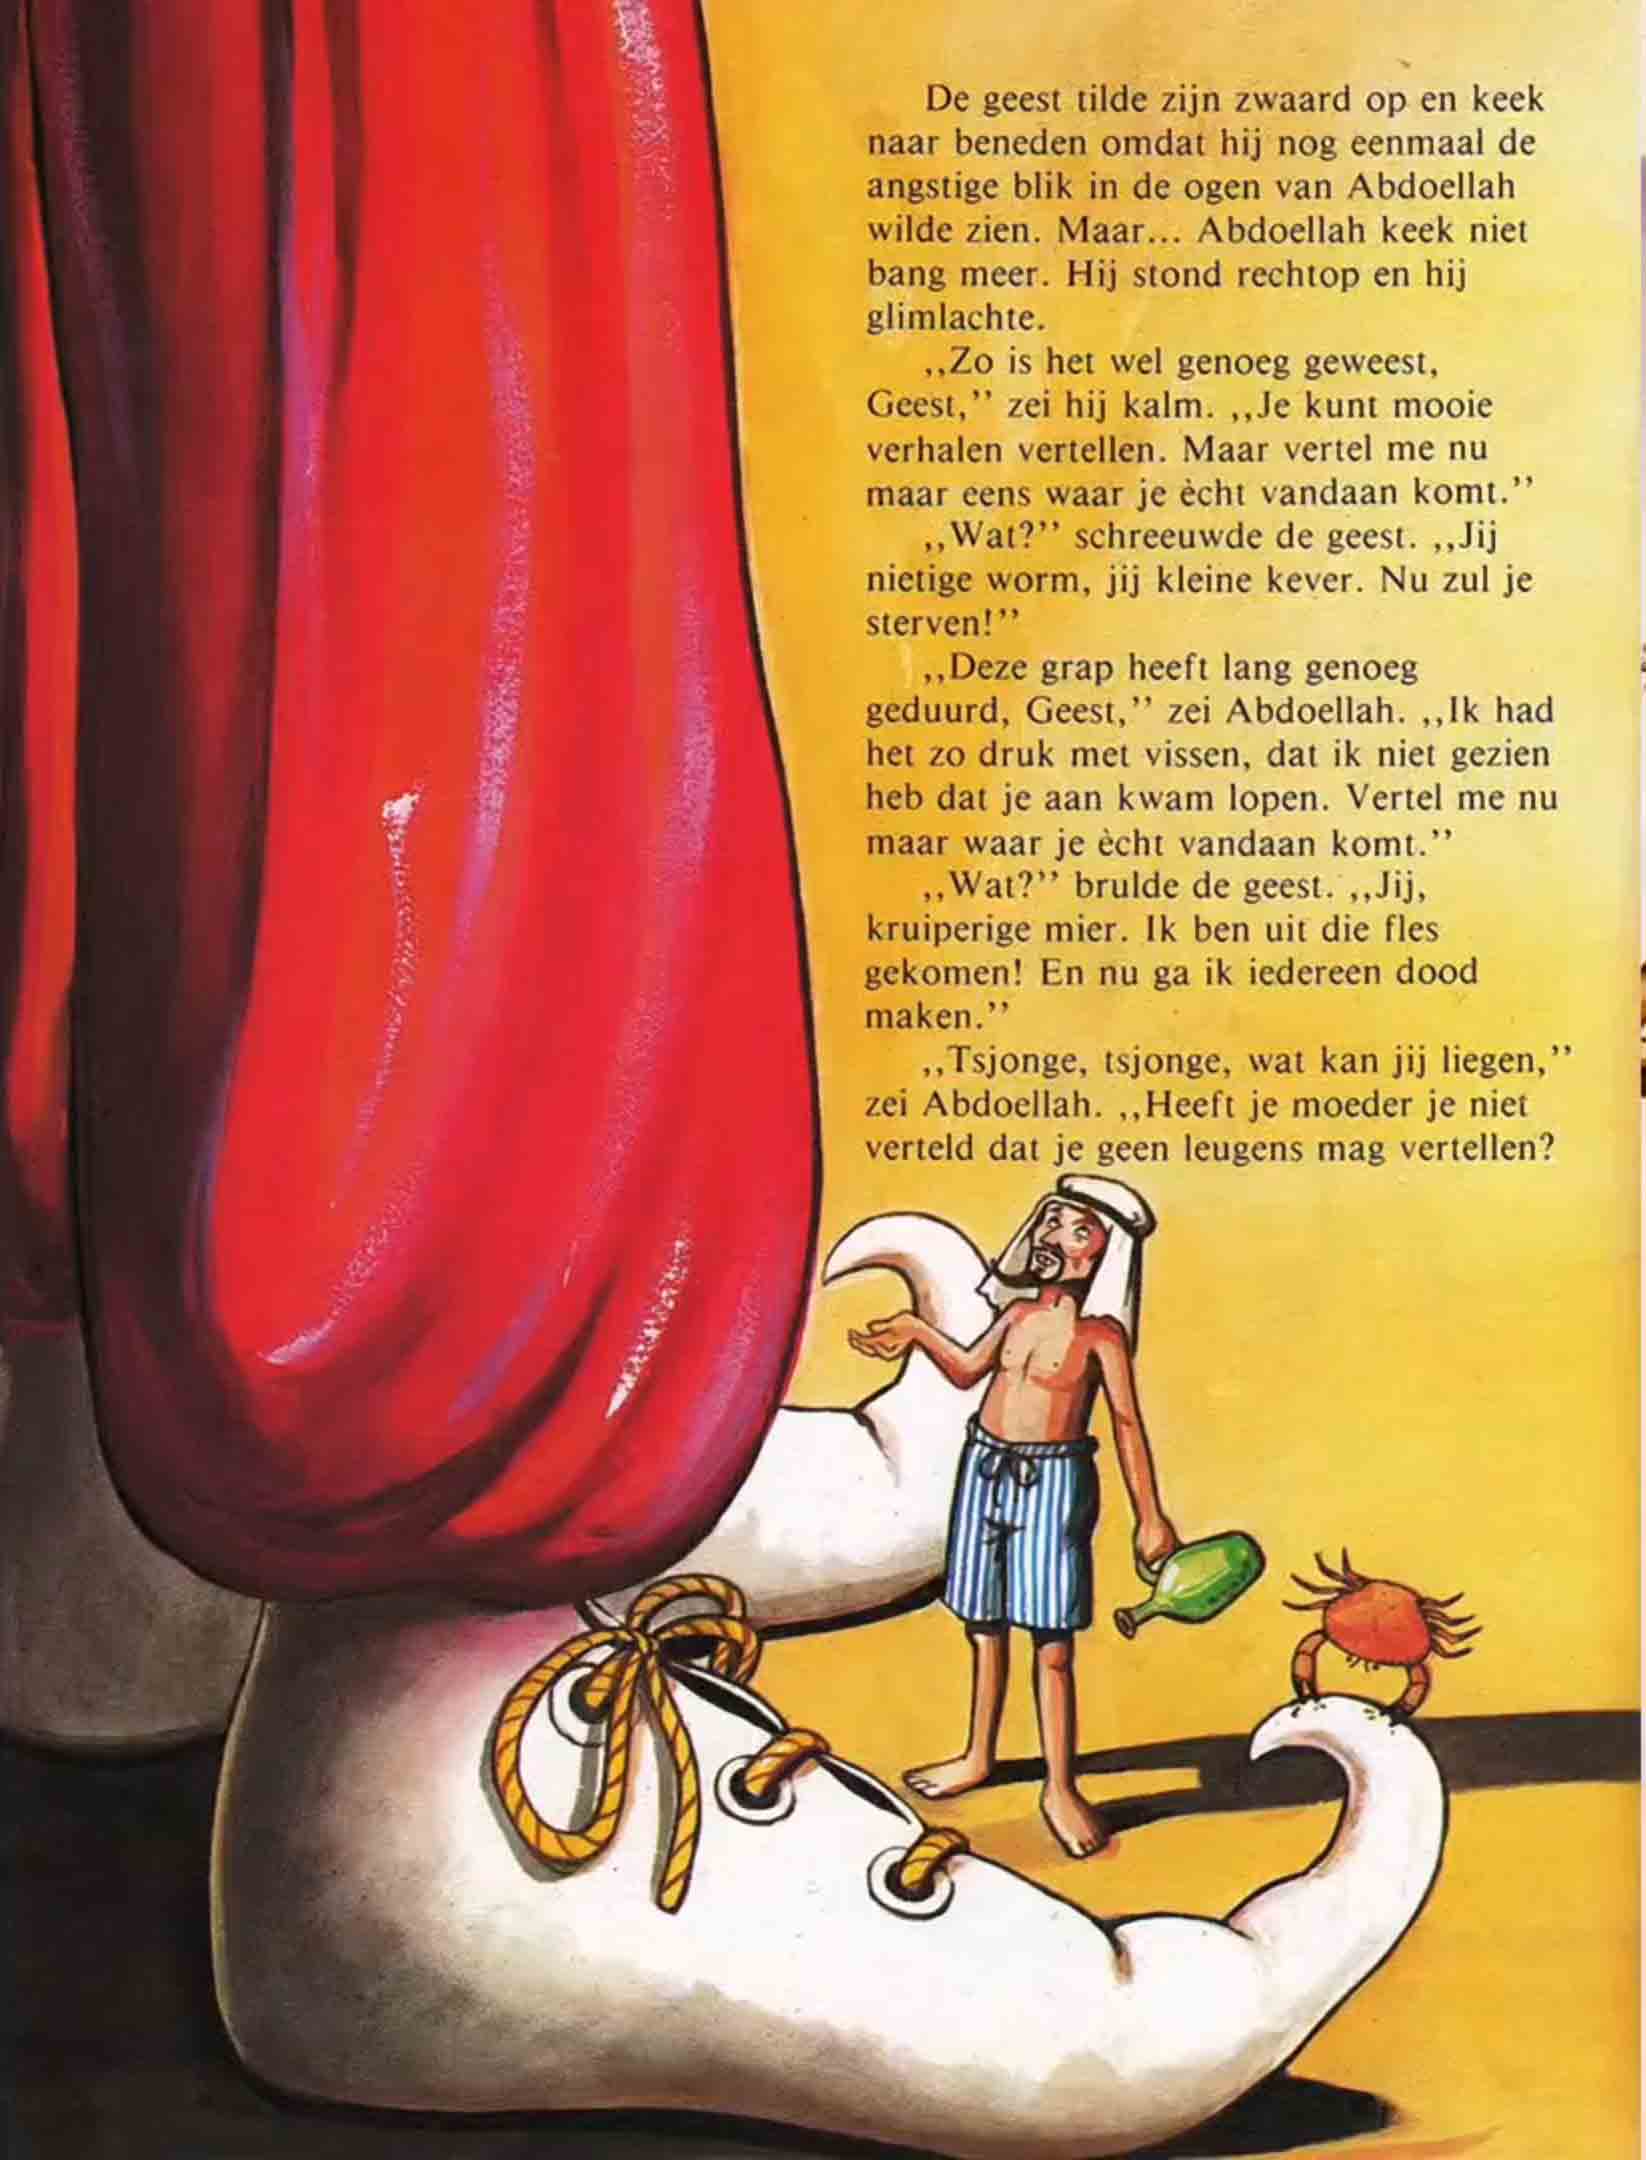 De geest tilde zijn zwaard op en keek
naar beneden omdat hij nog eenmaal de
angstige blik in de ogen van Abdoellah
wilde zien. Maar... Abdoellah keek niet
bang meer. Hij stond rechtop en hij
glimlachte.
,,Zo is het wel genoeg geweest,
Geest,’’ zei hij kalm. ,,Je kunt mooie
verhalen vertellen. Maar vertel me nu
maar eens waar je ècht vandaan komt.’’
,,Wat?’’ schreeuwde de geest. ,,Jij
nietige worm, jij kleine kever. Nu zul je
sterven!’’
,,Deze grap heeft lang genoeg
geduurd, Geest,’’ zei Abdoellah. ,,Ik had
het zo druk met vissen, dat ik niet gezien
heb dat je aan kwam lopen. Vertel me nu
maar waar je ècht vandaan komt.’’
,,Wat?’’ brulde de geest. ,,Jij,
kruiperige mier. Ik ben uit die fles
gekomen! En nu ga ik iedereen dood
maken.’’
,,Tsjonge, tsjonge, wat kan jij liegen,’’
zei Abdoellah. ,,Heeft je moeder je niet
verteld dat je geen leugens mag vertellen?